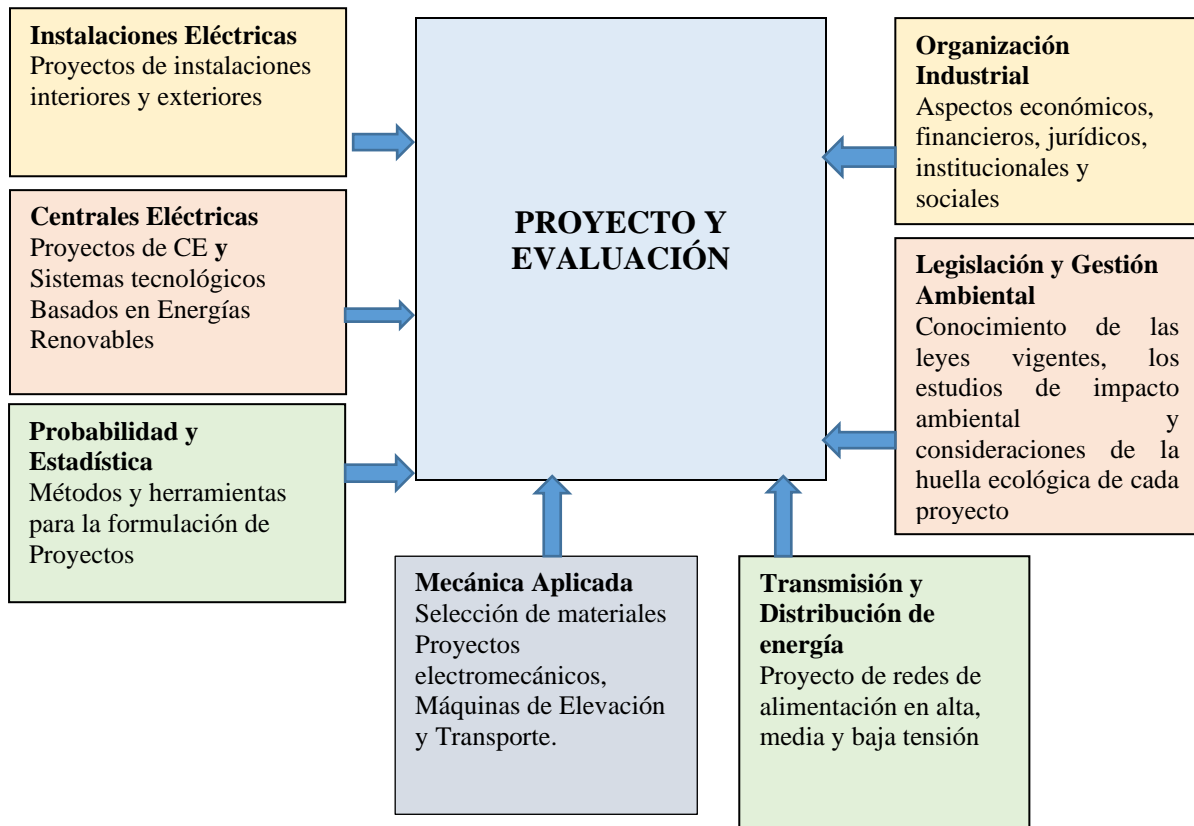 Instalaciones Eléctricas
Proyectos de instalaciones
interiores y exteriores
Centrales Eléctricas
Proyectos de CE y
Sistemas tecnológicos
Basados en Energías
Renovables
Probabilidad y
Estadística
Métodos y herramientas
para la formulación de
Proyectos
PROYECTO Y
EVALUACIÓN
Organización
Industrial
Aspectos económicos,
financieros, jurídicos,
institucionales y
sociales
Legislación y Gestión
Ambiental
Conocimiento de las
leyes vigentes, los
estudios de impacto
ambiental y
consideraciones de la
huella ecológica de cada
proyecto
Mecánica Aplicada
Selección de materiales
Proyectos
electromecánicos,
Máquinas de Elevación
y Transporte.
Transmisión y
Distribución de
energía
Proyecto de redes de
alimentación en alta,
media y baja tensión